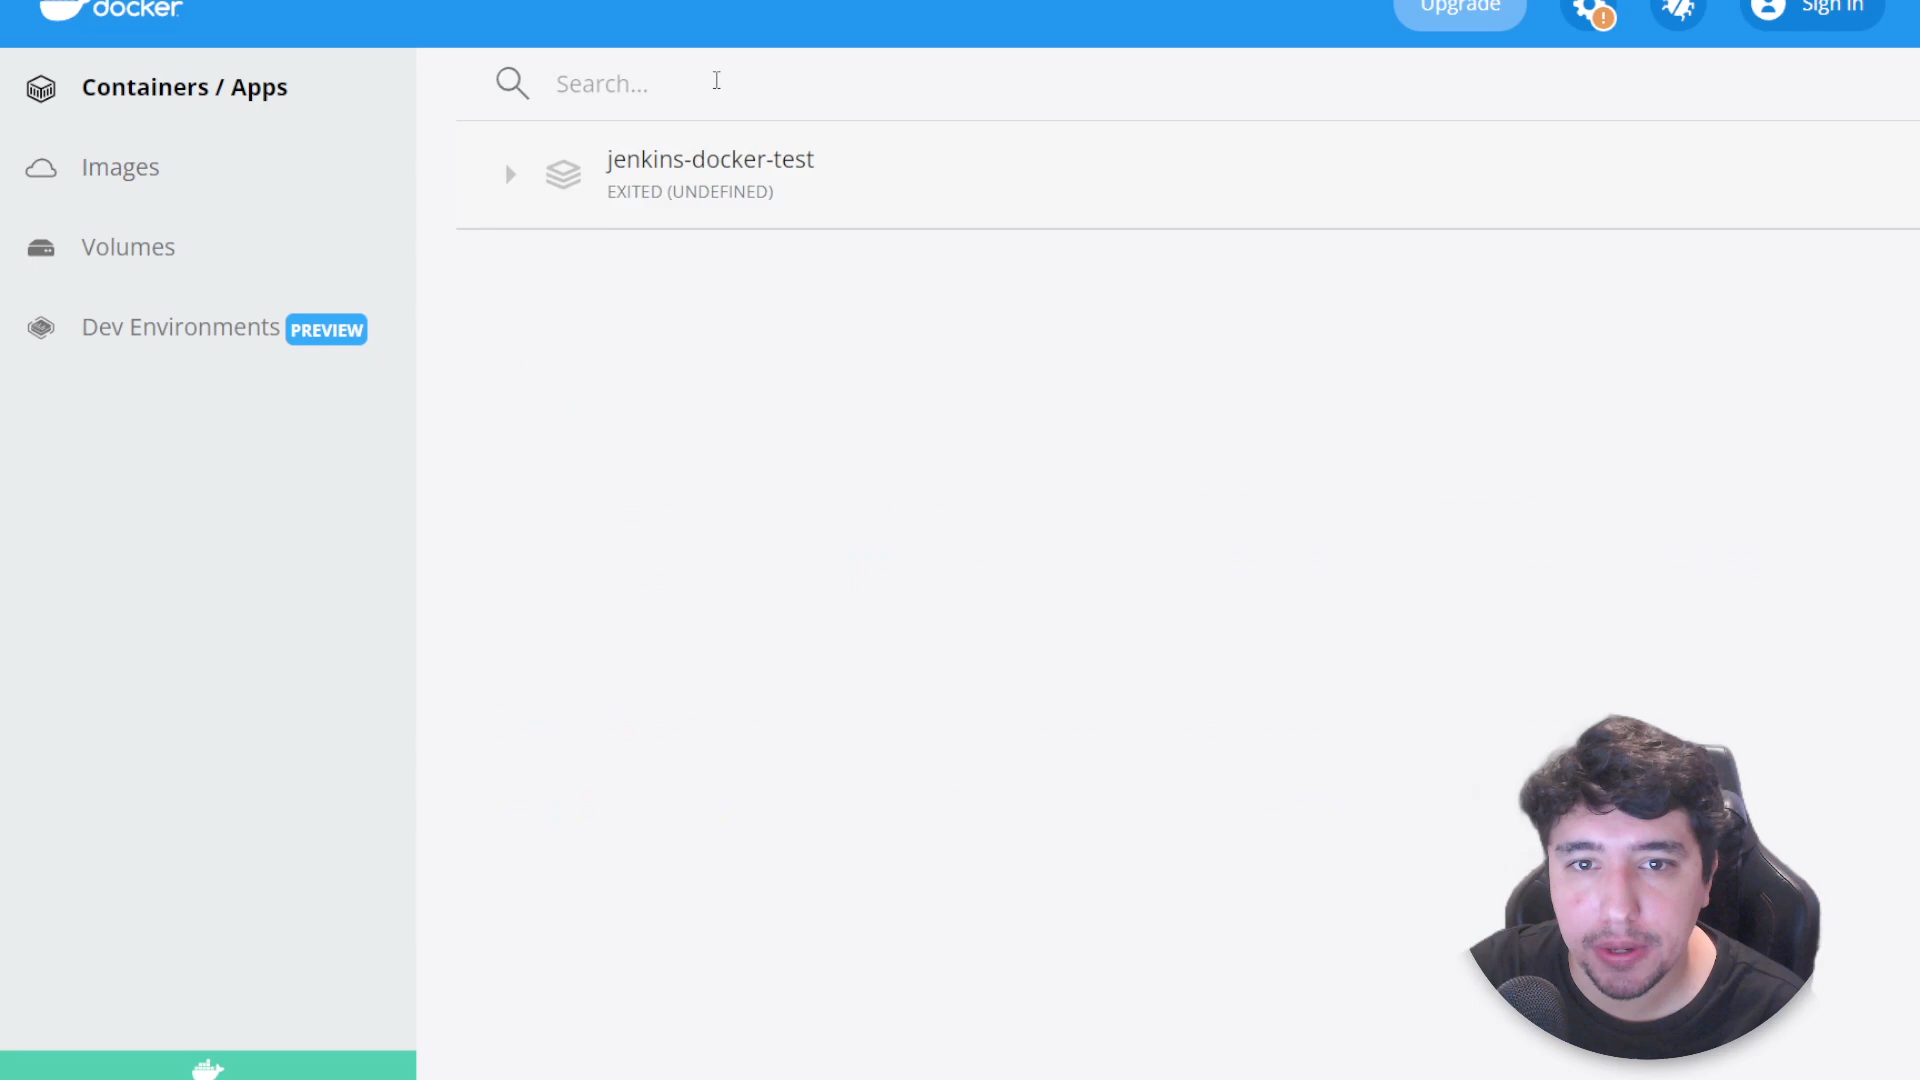 docker
Upgrade
!
Sign in
Containers / Apps
Images
Volumes
Dev Environments PREVIEW
Search...
jenkins-docker-test
EXITED (UNDEFINED)